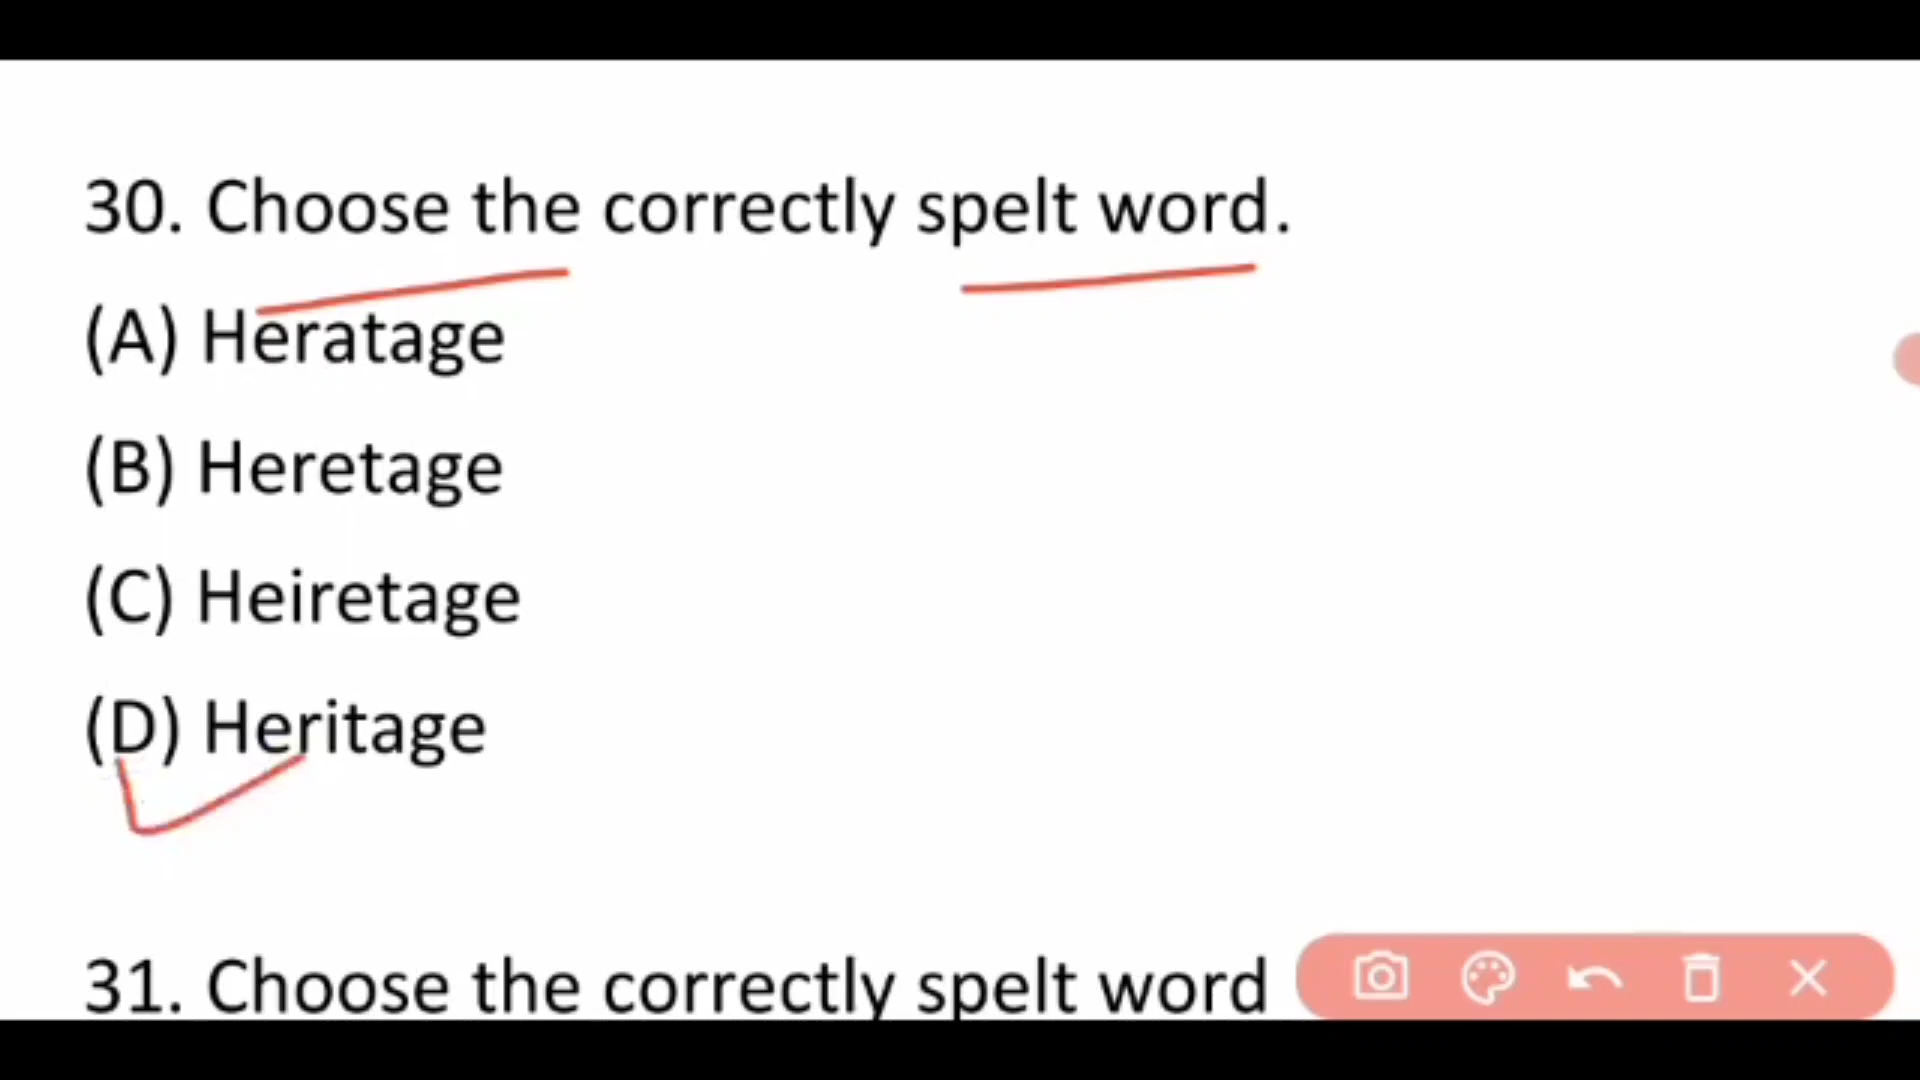 30. Choose the correctly spelt word.
(A) Heratage
(B) Heretage
(C) Heiretage
(D) Heritage
31. Choose the correctly spelt word